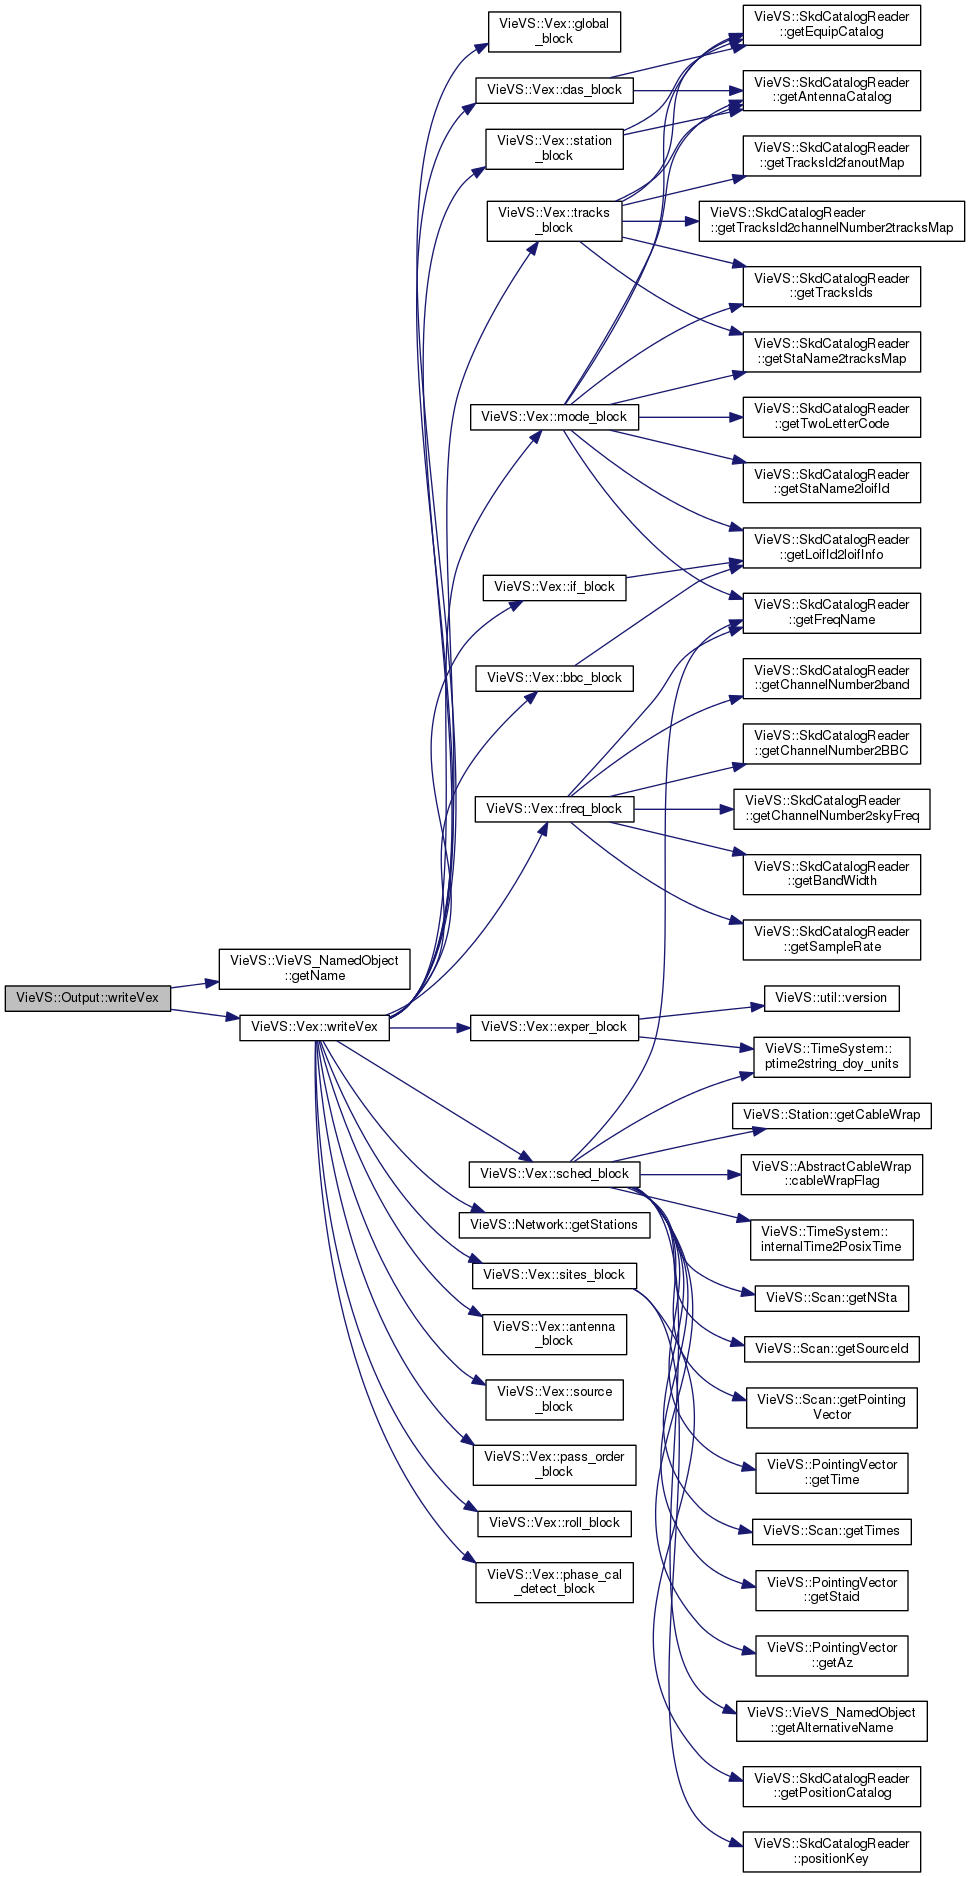 VieVS::Output::writeVex
VieVS::VieVS_NamedObject
::getName
VieVS::Vex::writeVex
VieVS::Vex::global
_block
VieVS::Vex::das_block
VieVS::Vex::station
_block
VieVS::Vex::tracks
_block
VieVS::Vex::mode_block
VieVS::Vex::if_block
VieVS::Vex::bbc_block
VieVS::Vex::freq_block
VieVS::Vex::exper_block
VieVS::Vex::sched_block
VieVS::Network::getStations
VieVS::Vex::sites_block
VieVS::Vex::antenna
_block
VieVS::Vex::source
_block
VieVS::Vex::pass_order
_block
VieVS::Vex::roll_block
VieVS::Vex::phase_cal
_detect_block
VieVS::SkdCatalogReader
::getEquipCatalog
VieVS::SkdCatalogReader
::getAntennaCatalog
VieVS::SkdCatalogReader
::getTracksId2fanoutMap
VieVS::SkdCatalogReader
::getTracksId2channelNumber2tracksMap
VieVS::SkdCatalogReader
::getTracksIds
VieVS::SkdCatalogReader
::getStaName2tracksMap
VieVS::SkdCatalogReader
::getTwoLetterCode
VieVS::SkdCatalogReader
::getStaName2loifId
VieVS::SkdCatalogReader
::getLoifId2loifInfo
VieVS::SkdCatalogReader
::getFreqName
VieVS::SkdCatalogReader
::getChannelNumber2band
VieVS::SkdCatalogReader
::getChannelNumber2BBC
VieVS::SkdCatalogReader
::getChannelNumber2skyFreq
VieVS::SkdCatalogReader
::getBandWidth
VieVS::SkdCatalogReader
::getSampleRate
VieVS::util::version
VieVS::TimeSystem::
ptime2string_doy_units
VieVS::Station::getCableWrap
VieVS::AbstractCableWrap
::cableWrapFlag
VieVS::TimeSystem::
internalTime2PosixTime
VieVS::Scan::getNSta
VieVS::Scan::getSourceId
VieVS::Scan::getPointing
Vector
VieVS::PointingVector
::getTime
VieVS::Scan::getTimes
VieVS::PointingVector
::getStaid
VieVS::PointingVector
::getAz
VieVS::VieVS_NamedObject
::getAlternativeName
VieVS::SkdCatalogReader
::getPositionCatalog
VieVS::SkdCatalogReader
::positionKey